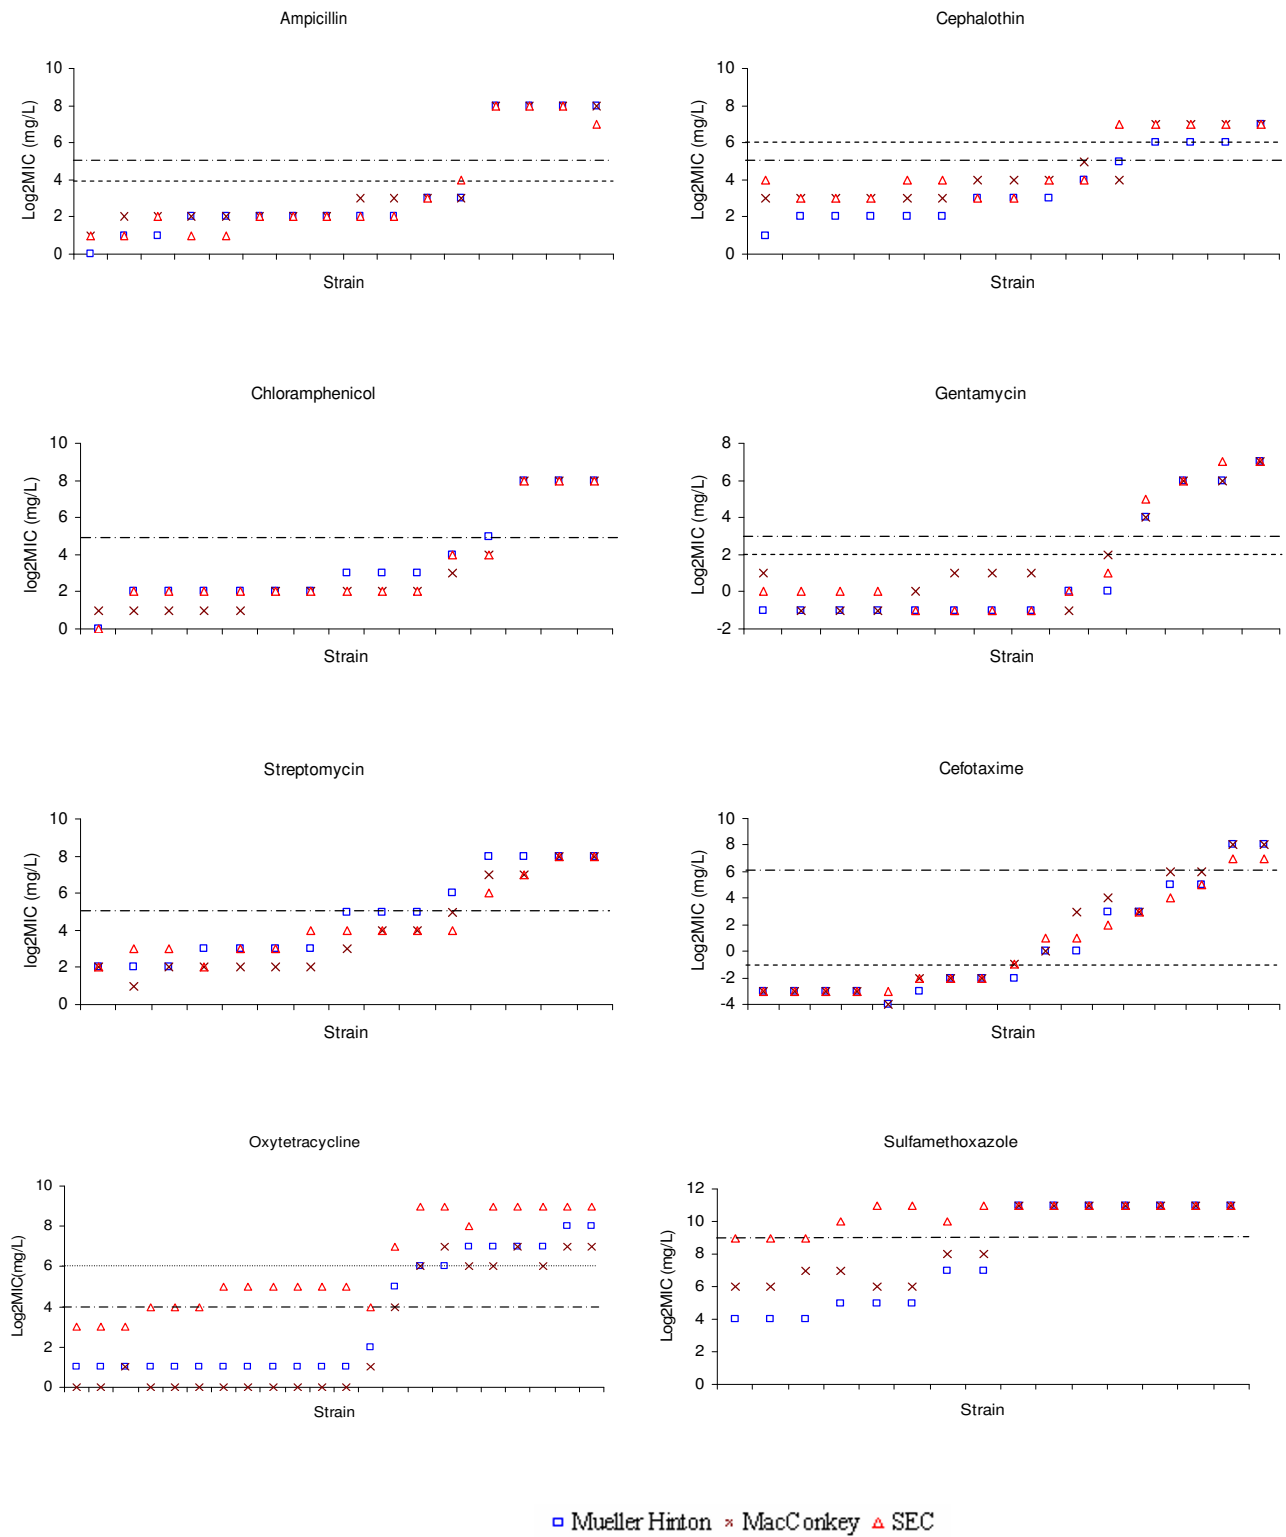 Ampicillin
Cephalothin
10
8
6
4
2
0
Log2MIC (mg/L)
Strain
10
8
6
4
2
0
Log2MIC (mg/L)
Strain
Chloramphenicol
Gentamycin
10
8
6
4
2
0
log2MIC (mg/L)
Strain
8
6
4
2
0
-2
Log2MIC (mg/L)
Strain
Streptomycin
Cefotaxime
10
8
6
4
2
0
log2MIC (mg/L)
Strain
10
8
6
4
2
0
-2
-4
Log2MIC (mg/L)
Strain
Oxytetracycline
Sulfamethoxazole
10
8
6
4
2
0
Log2MIC(mg/L)
Strain
12
10
8
6
4
2
0
Log2MIC (mg/L)
Strain
Mueller Hinton MacConkey SEC